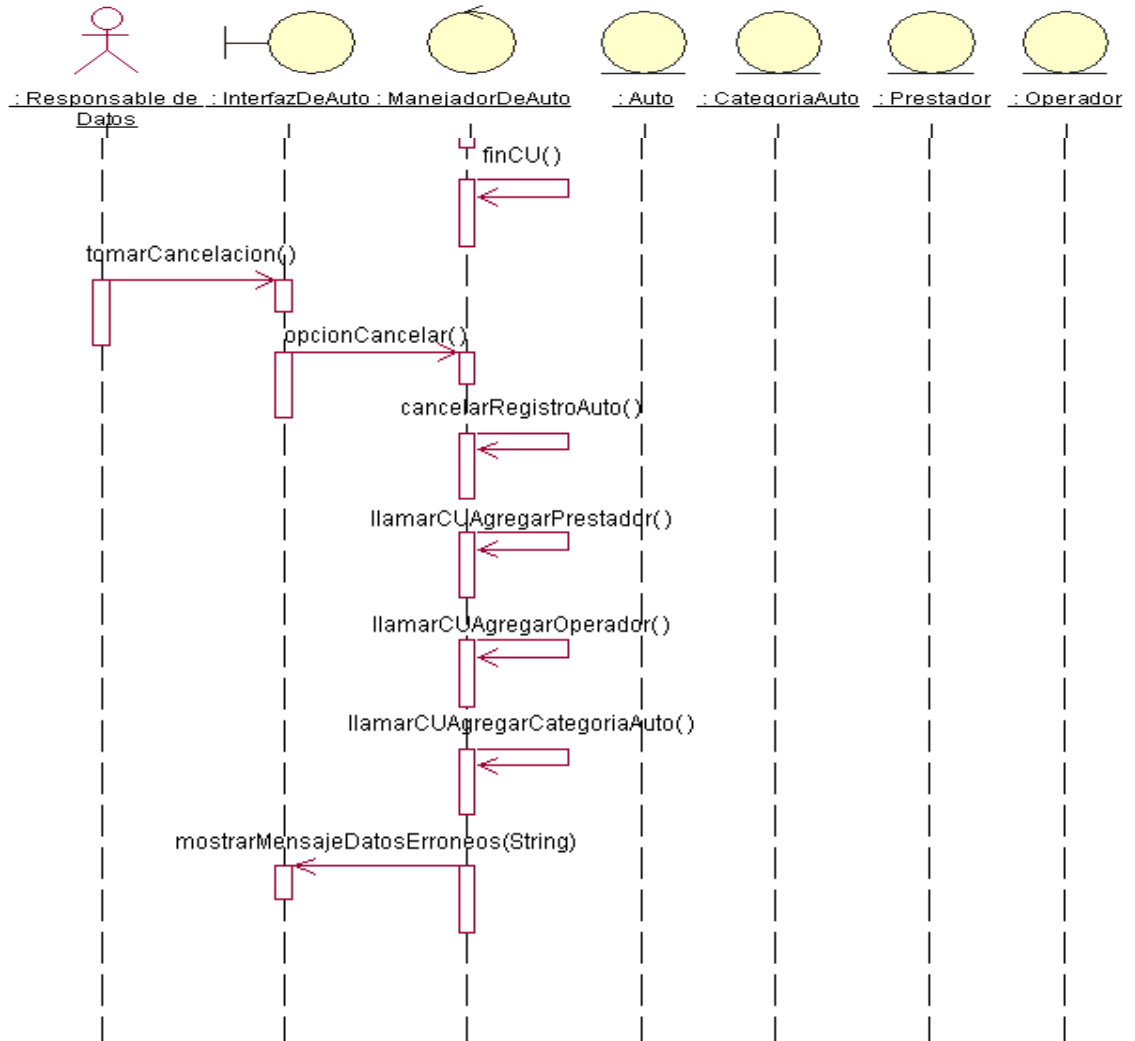 : Responsable de Datos
: InterfazDeAuto
: ManejadorDeAuto
: Auto
: CategoriaAuto
: Prestador
: Operador
finCU()
tomarCancelacion()
opcionCancelar()
cancelarRegistroAuto()
llamarCUAgregarPrestador()
llamarCUAgregarOperador()
llamarCUAgregarCategoriaAuto()
mostrarMensajeDatosErroneos(String)